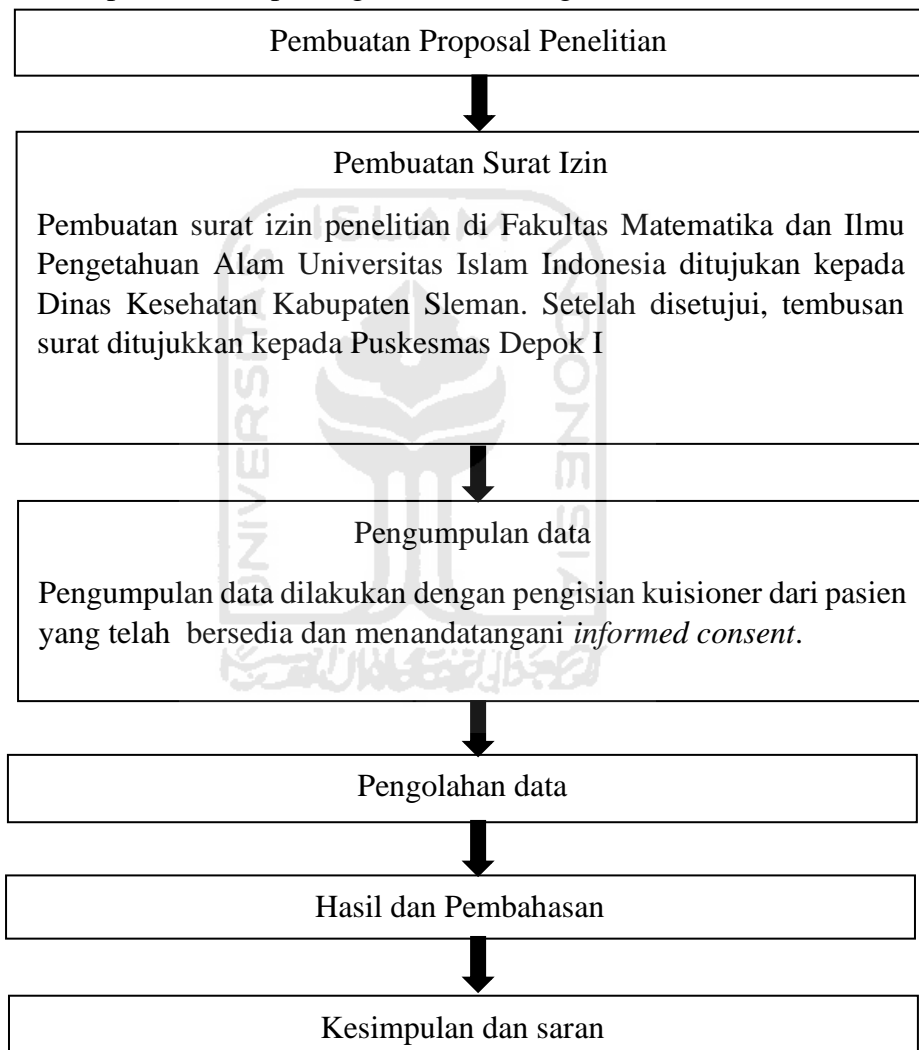 Pembuatan Proposal Penelitian
Pembuatan Surat Izin
Pembuatan surat izin penelitian di Fakultas Matematika dan Ilmu
Pengetahuan Alam Universitas Islam Indonesia ditujukan kepada
Dinas Kesehatan Kabupaten Sleman. Setelah disetujui, tembusan
surat ditujukkan kepada Puskesmas Depok I
Pengumpulan data
Pengumpulan data dilakukan dengan pengisian kuisioner dari pasien
yang telah bersedia dan menandatangani informed consent.
Pengolahan data
Hasil dan Pembahasan
Kesimpulan dan saran
UNIVERSITAS
ISLAM
INDONESIA